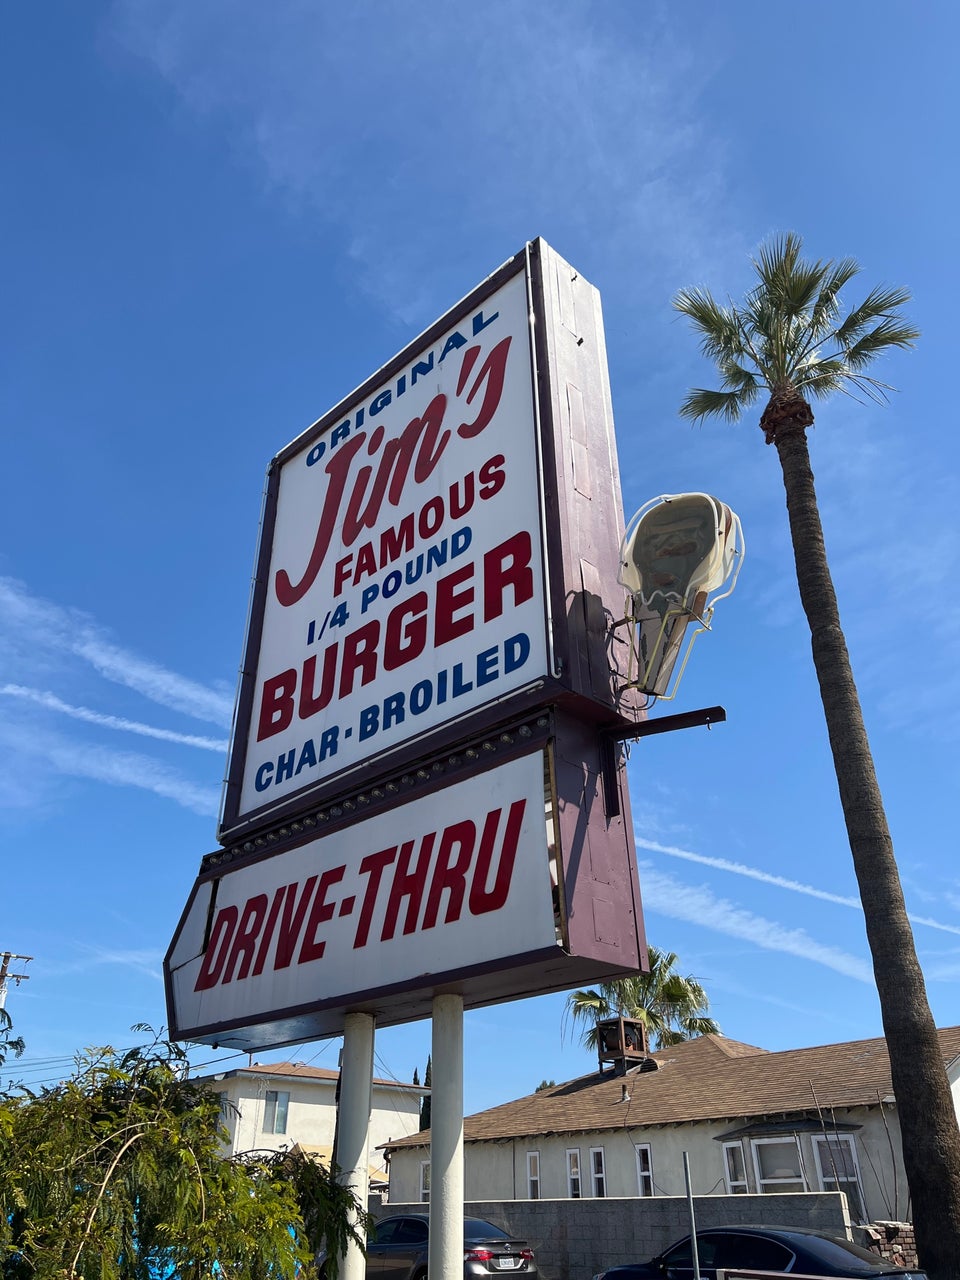 ORIGINAL
Jim's
FAMOUS
1/4 POUND
BURGER
CHAR-BROILED
DRIVE-THRU